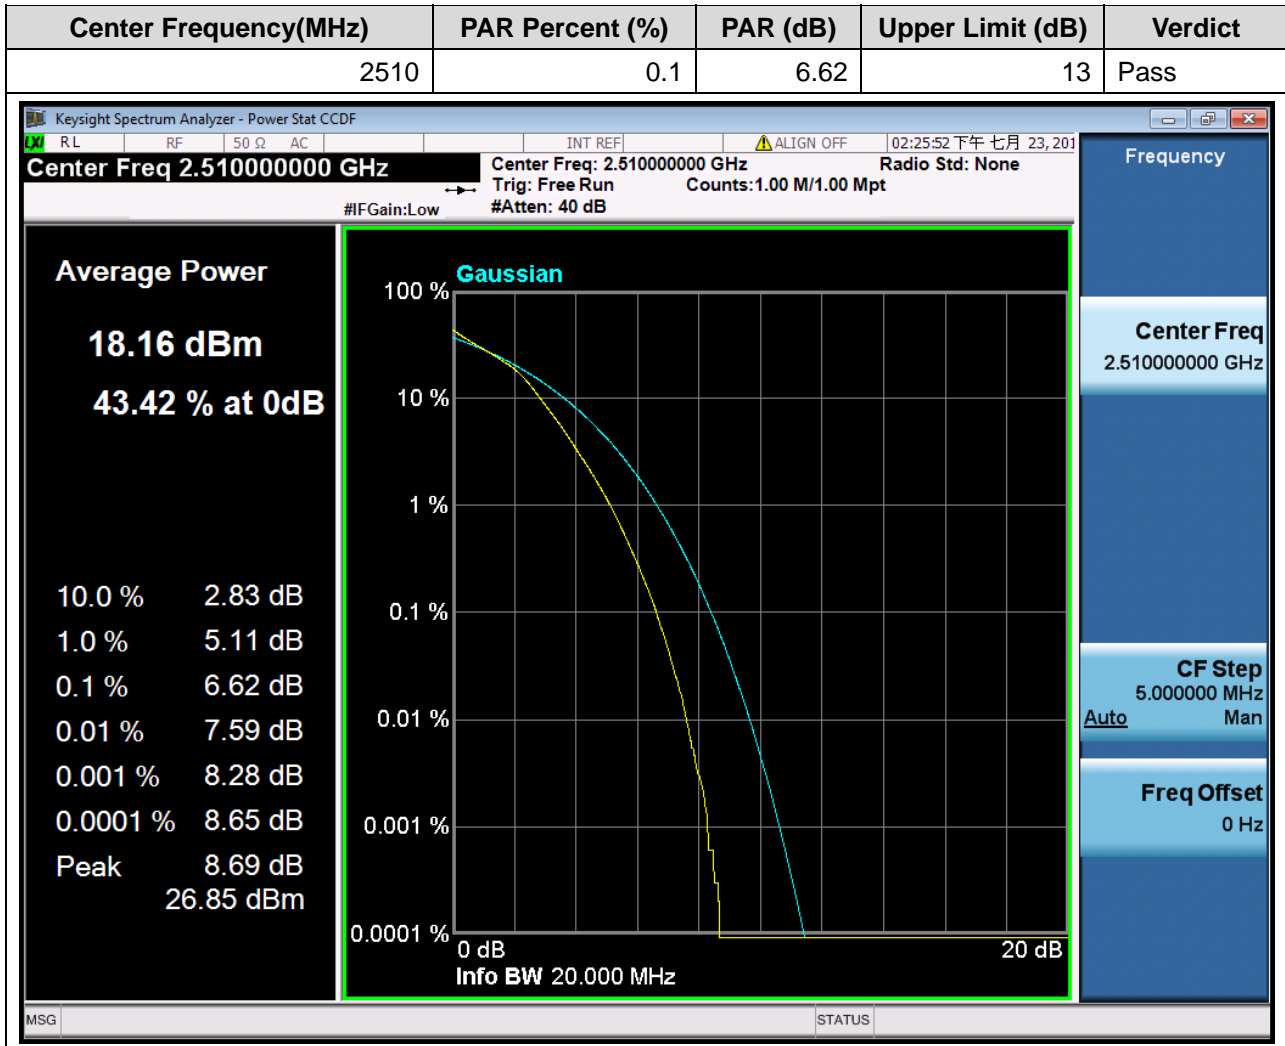 Center Frequency(MHz) PAR Percent (%) PAR (dB) Upper Limit (dB) Verdict
2510 0.1 6.62 13 Pass
Keysight Spectrum Analyzer - Power Stat CCDF
LXI RL RF 50 Ω AC INT REF ALIGN OFF 02:25:52 下午 七月 23, 201
Center Freq 2.510000000 GHz
#IFGain:Low
Center Freq: 2.510000000 GHz Radio Std: None
Trig: Free Run Counts:1.00 M/1.00 Mpt
#Atten: 40 dB
Average Power
18.16 dBm
43.42 % at 0dB
10.0 % 2.83 dB
1.0 % 5.11 dB
0.1 % 6.62 dB
0.01 % 7.59 dB
0.001 % 8.28 dB
0.0001 % 8.65 dB
Peak 8.69 dB
26.85 dBm
Gaussian
100 %
10 %
1 %
0.1 %
0.01 %
0.001 %
0.0001 %
0 dB 20 dB
Info BW 20.000 MHz
Frequency
Center Freq
2.510000000 GHz
CF Step
5.000000 MHz
Auto Man
Freq Offset
0 Hz
MSG STATUS